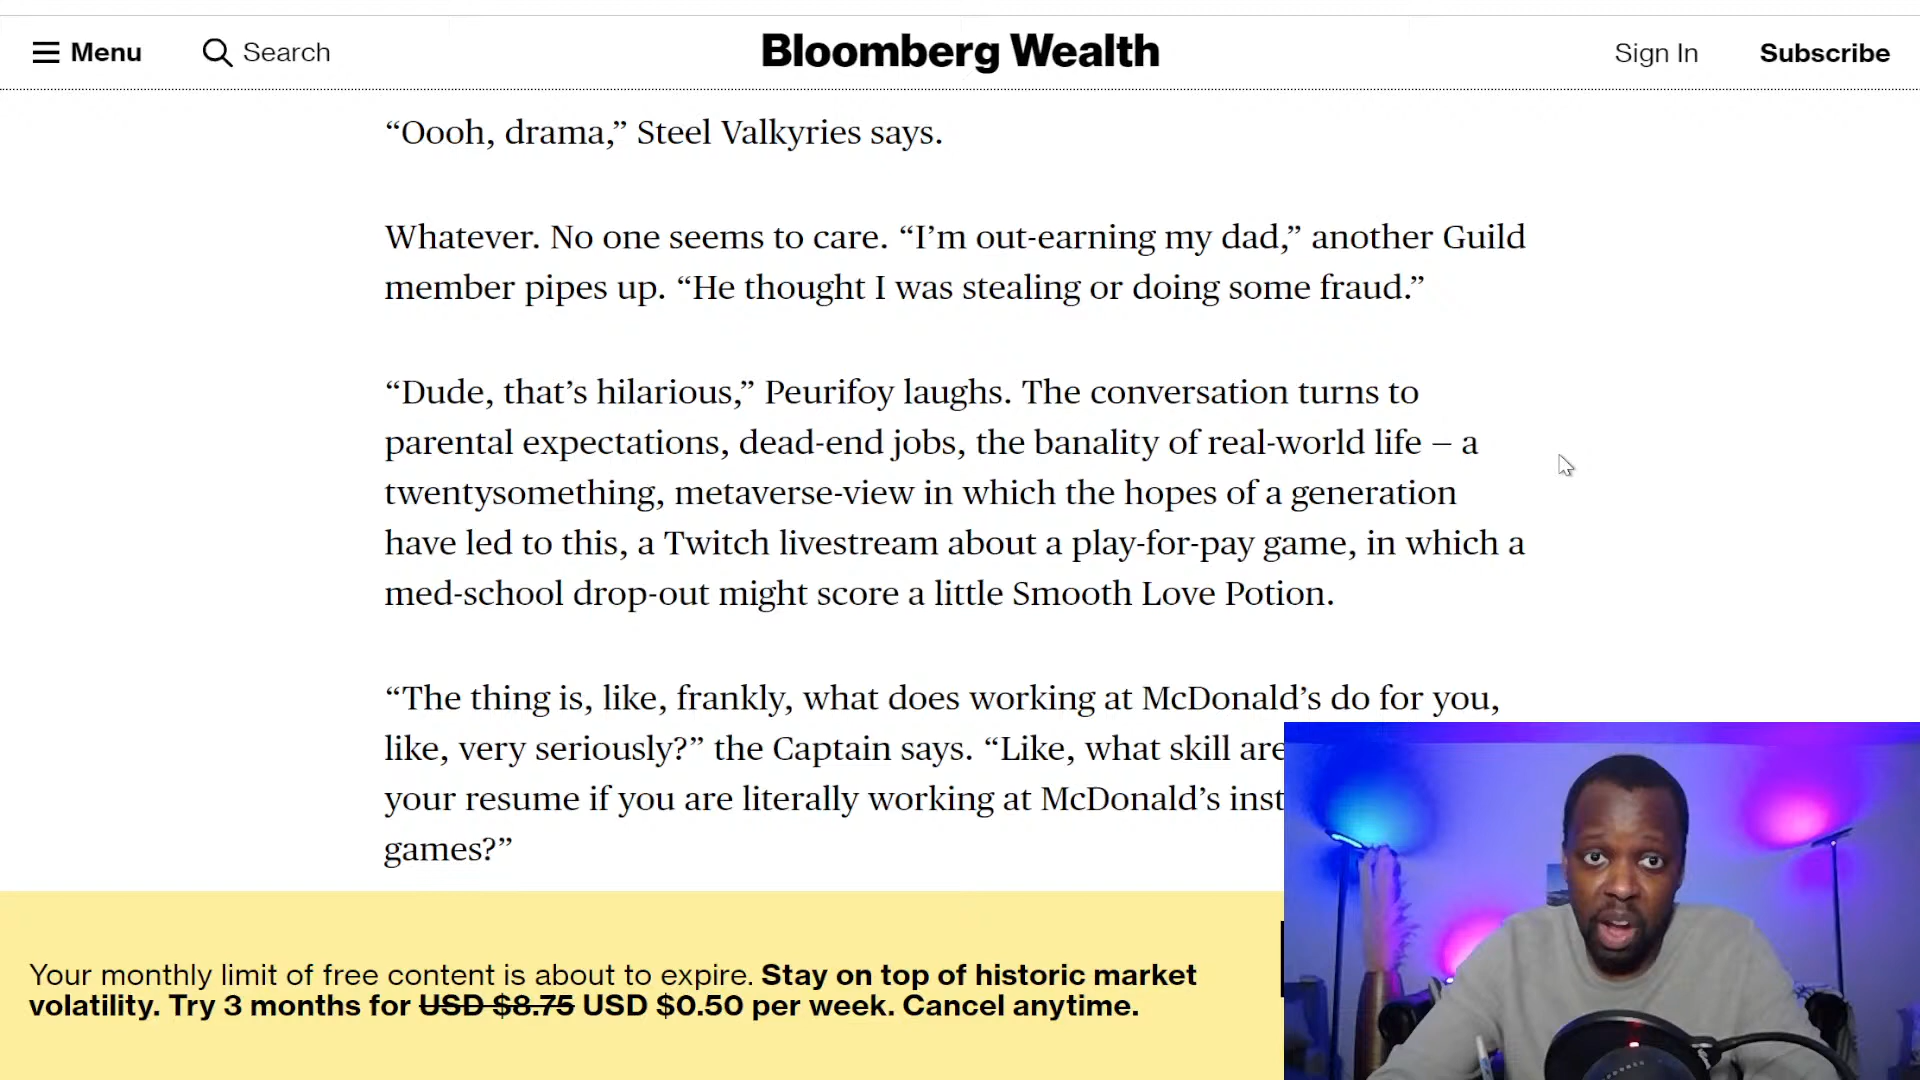 Menu
Search
Bloomberg Wealth
Sign In
Subscribe
“Oooh, drama,” Steel Valkyries says.
Whatever. No one seems to care. “I’m out-earning my dad,” another Guild
member pipes up. “He thought I was stealing or doing some fraud.”
“Dude, that’s hilarious,” Peurifoy laughs. The conversation turns to
parental expectations, dead-end jobs, the banality of real-world life – a
twentysomething, metaverse-view in which the hopes of a generation
have led to this, a Twitch livestream about a play-for-pay game, in which a
med-school drop-out might score a little Smooth Love Potion.
“The thing is, like, frankly, what does working at McDonald’s do for you,
like, very seriously?” the Captain says. “Like, what skill are
your resume if you are literally working at McDonald’s inst
games?”
Your monthly limit of free content is about to expire. Stay on top of historic market
volatility. Try 3 months for USD $8.75 USD $0.50 per week. Cancel anytime.